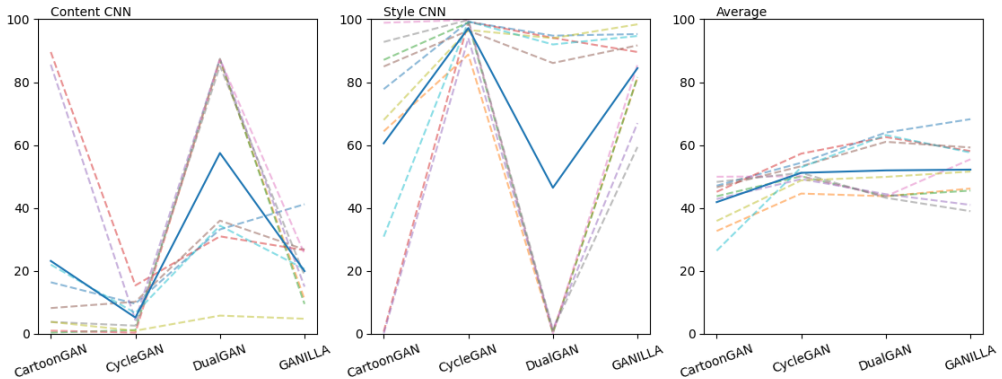 Content CNN
100
80
60
40
20
0
CartoonGAN
CycleGAN
DualGAN
GANILLA
Style CNN
100
80
60
40
20
0
CartoonGAN
CycleGAN
DualGAN
GANILLA
Average
100
80
60
40
20
0
CartoonGAN
CycleGAN
DualGAN
GANILLA